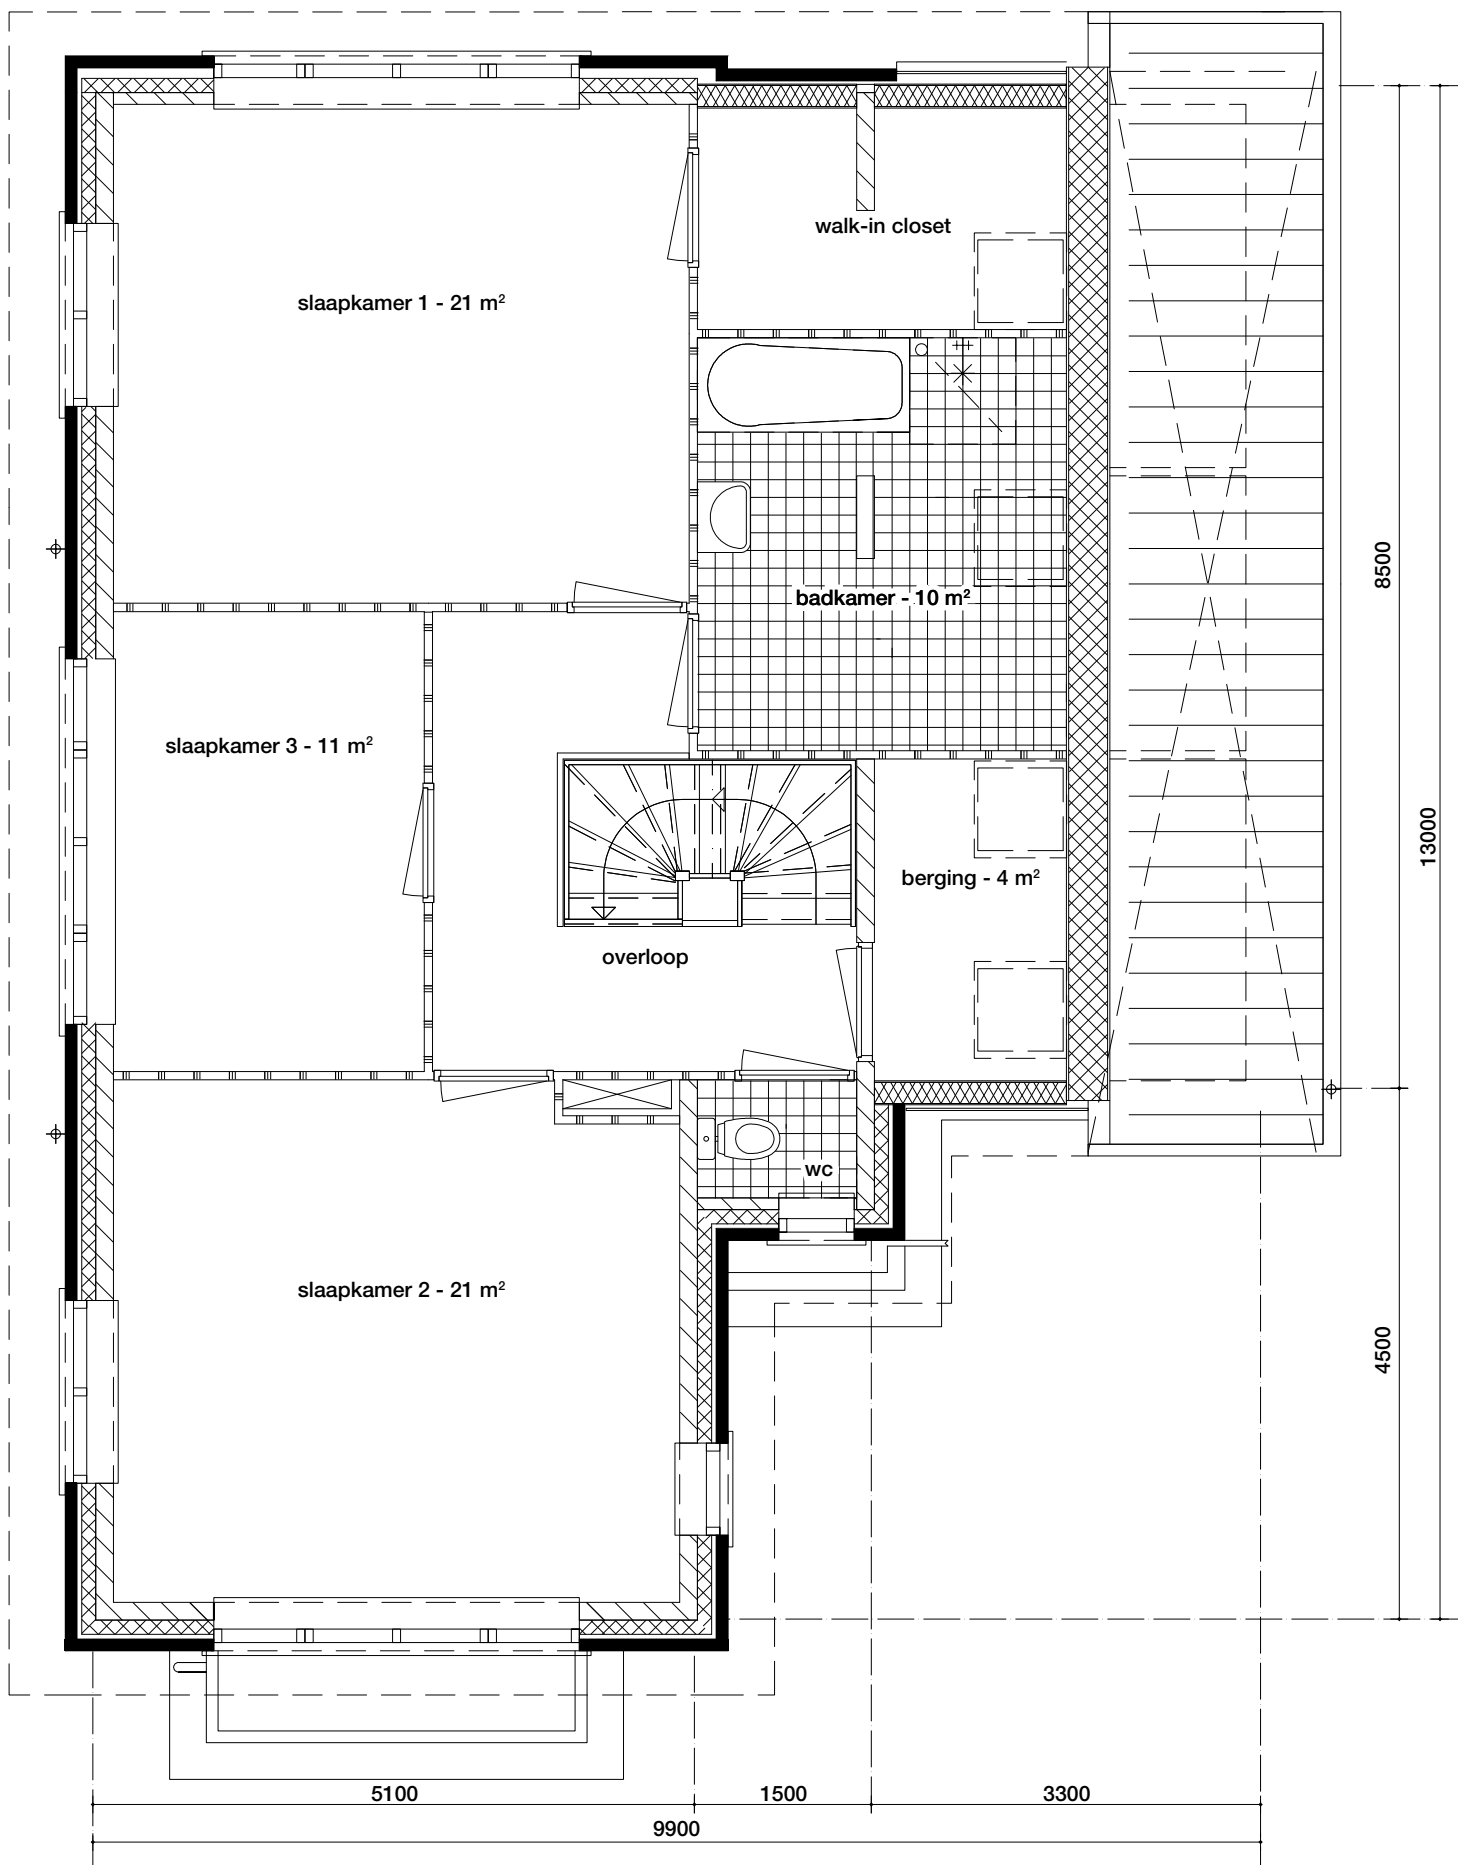 walk-in closet
slaapkamer 1 - 21 m²
8500
badkamer - 10 m²
slaapkamer 3 - 11 m²
13000
berging - 4 m²
overloop
wc
slaapkamer 2 - 21 m²
4500
5100
1500
3300
9900